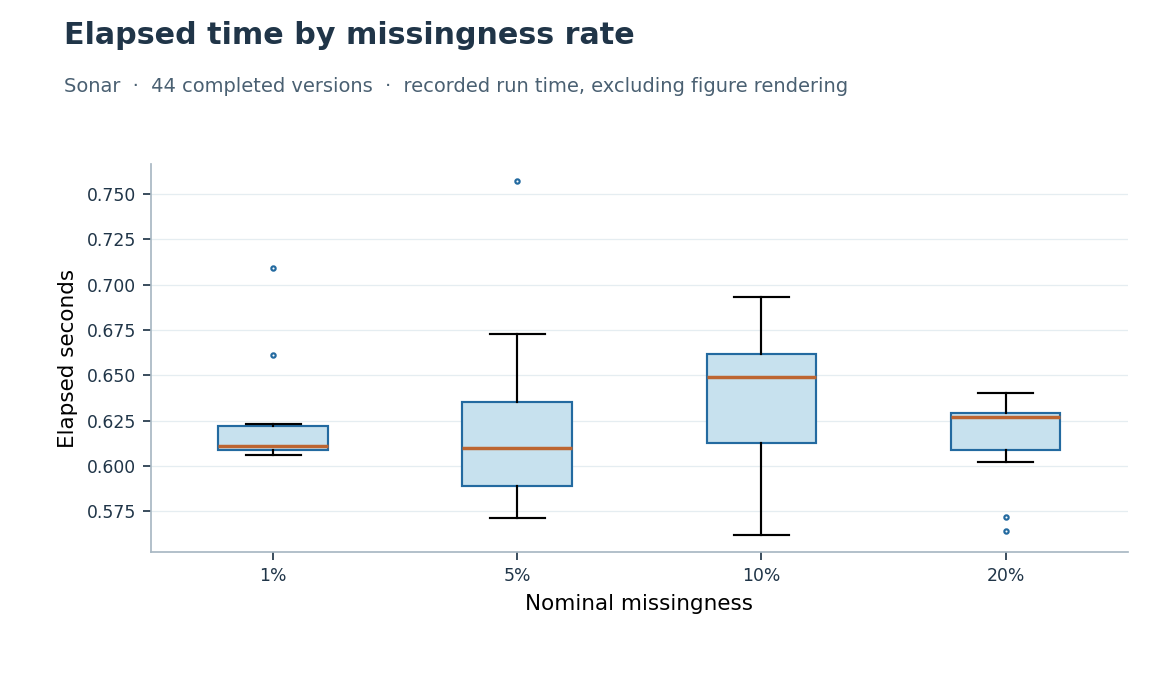 Elapsed time by missingness rate
Sonar · 44 completed versions · recorded run time, excluding figure rendering
Elapsed seconds
0.750
0.725
0.700
0.675
0.650
0.625
0.600
0.575
1% 5% 10% 20%
Nominal missingness